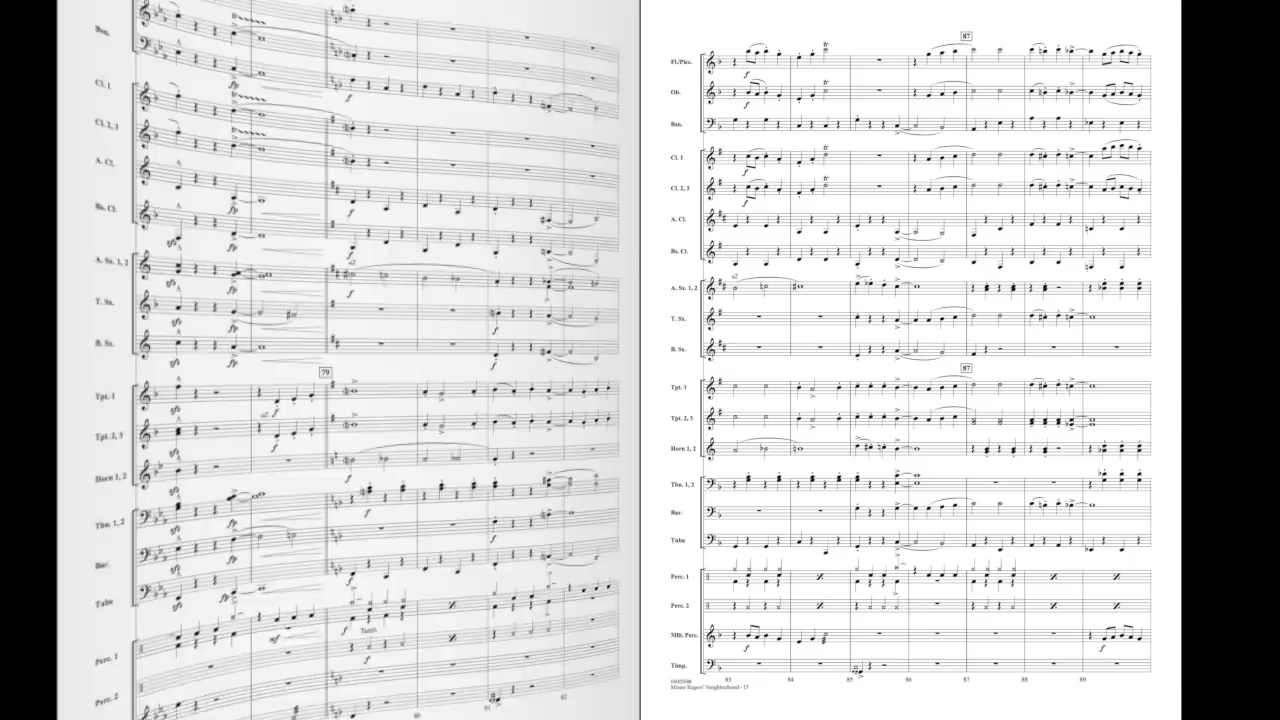 Bsn.
Cl. 1
Cl. 2, 3
A. Cl.
Bs. Cl.
A. Sx. 1, 2
T. Sx.
B. Sx.
79
Tpt. 1
Tpt. 2, 3
Horn 1, 2
Tbn. 1, 2
Bar.
Tuba
Perc. 1
Perc. 2
a2
a2. f
mf
Tamb.
80
81
82
87
Fl./Picc.
Ob.
Bsn.
Cl. 1
Cl. 2, 3
A. Cl.
Bs. Cl.
A. Sx. 1, 2
a2
T. Sx.
B. Sx.
87
Tpt. 1
Tpt. 2, 3
Horn 1, 2
Tbn. 1, 2
Bar.
Tuba
Perc. 1
Perc. 2
Mlt. Perc.
Timp.
83 84 85 86 87 88 89
Mister Rogers' Neighborhood - 17